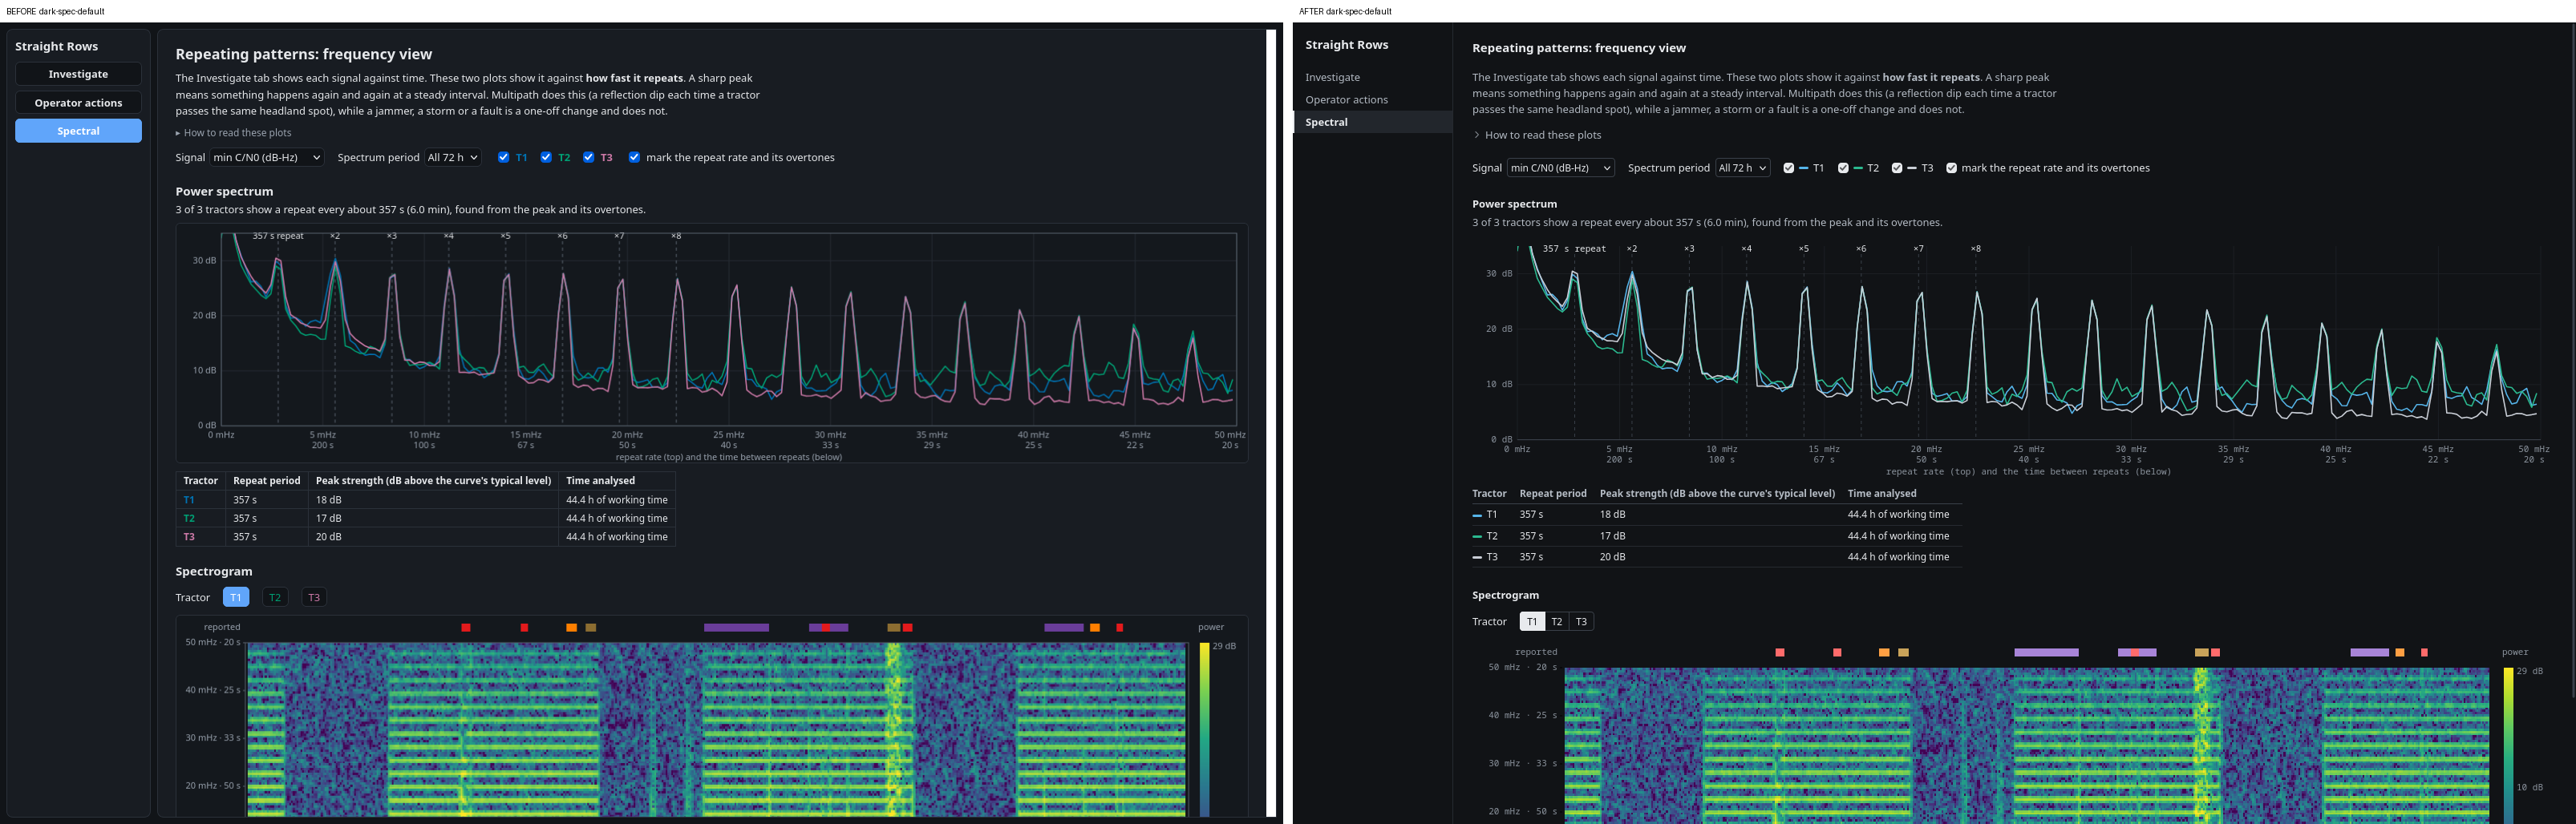 BEFORE dark-spec-default
Straight Rows
Investigate
Operator actions
Spectral
Repeating patterns: frequency view
The Investigate tab shows each signal against time. These two plots show it against how fast it repeats. A sharp peak
means something happens again and again at a steady interval. Multipath does this (a reflection dip each time a tractor
passes the same headland spot), while a jammer, a storm or a fault is a one-off change and does not.
▸ How to read these plots
Signal min C/N0 (dB-Hz) Spectrum period All 72 h T1 T2 T3 mark the repeat rate and its overtones
Power spectrum
3 of 3 tractors show a repeat every about 357 s (6.0 min), found from the peak and its overtones.
357 s repeat ×2 ×3 ×4 ×5 ×6 ×7 ×8
30 dB
20 dB
10 dB
0 dB
0 mHz 5 mHz 10 mHz 15 mHz 20 mHz 25 mHz 30 mHz 35 mHz 40 mHz 45 mHz 50 mHz
200 s 100 s 67 s 50 s 40 s 33 s 29 s 25 s 22 s 20 s
repeat rate (top) and the time between repeats (below)
Tractor Repeat period Peak strength (dB above the curve's typical level) Time analysed
T1 357 s 18 dB 44.4 h of working time
T2 357 s 17 dB 44.4 h of working time
T3 357 s 20 dB 44.4 h of working time
Spectrogram
Tractor T1 T2 T3
reported power
50 mHz · 20 s 29 dB
40 mHz · 25 s
30 mHz · 33 s
20 mHz · 50 s
AFTER dark-spec-default
Straight Rows
Investigate
Operator actions
Spectral
Repeating patterns: frequency view
The Investigate tab shows each signal against time. These two plots show it against how fast it repeats. A sharp peak
means something happens again and again at a steady interval. Multipath does this (a reflection dip each time a tractor
passes the same headland spot), while a jammer, a storm or a fault is a one-off change and does not.
How to read these plots
Signal min C/N0 (dB-Hz) Spectrum period All 72 h T1 T2 T3 mark the repeat rate and its overtones
Power spectrum
3 of 3 tractors show a repeat every about 357 s (6.0 min), found from the peak and its overtones.
357 s repeat ×2 ×3 ×4 ×5 ×6 ×7 ×8
30 dB
20 dB
10 dB
0 dB
0 mHz 5 mHz 10 mHz 15 mHz 20 mHz 25 mHz 30 mHz 35 mHz 40 mHz 45 mHz 50 mHz
200 s 100 s 67 s 50 s 40 s 33 s 29 s 25 s 22 s 20 s
repeat rate (top) and the time between repeats (below)
Tractor Repeat period Peak strength (dB above the curve's typical level) Time analysed
T1 357 s 18 dB 44.4 h of working time
T2 357 s 17 dB 44.4 h of working time
T3 357 s 20 dB 44.4 h of working time
Spectrogram
Tractor T1 T2 T3
reported power
50 mHz · 20 s 29 dB
40 mHz · 25 s
30 mHz · 33 s
10 dB
20 mHz · 50 s